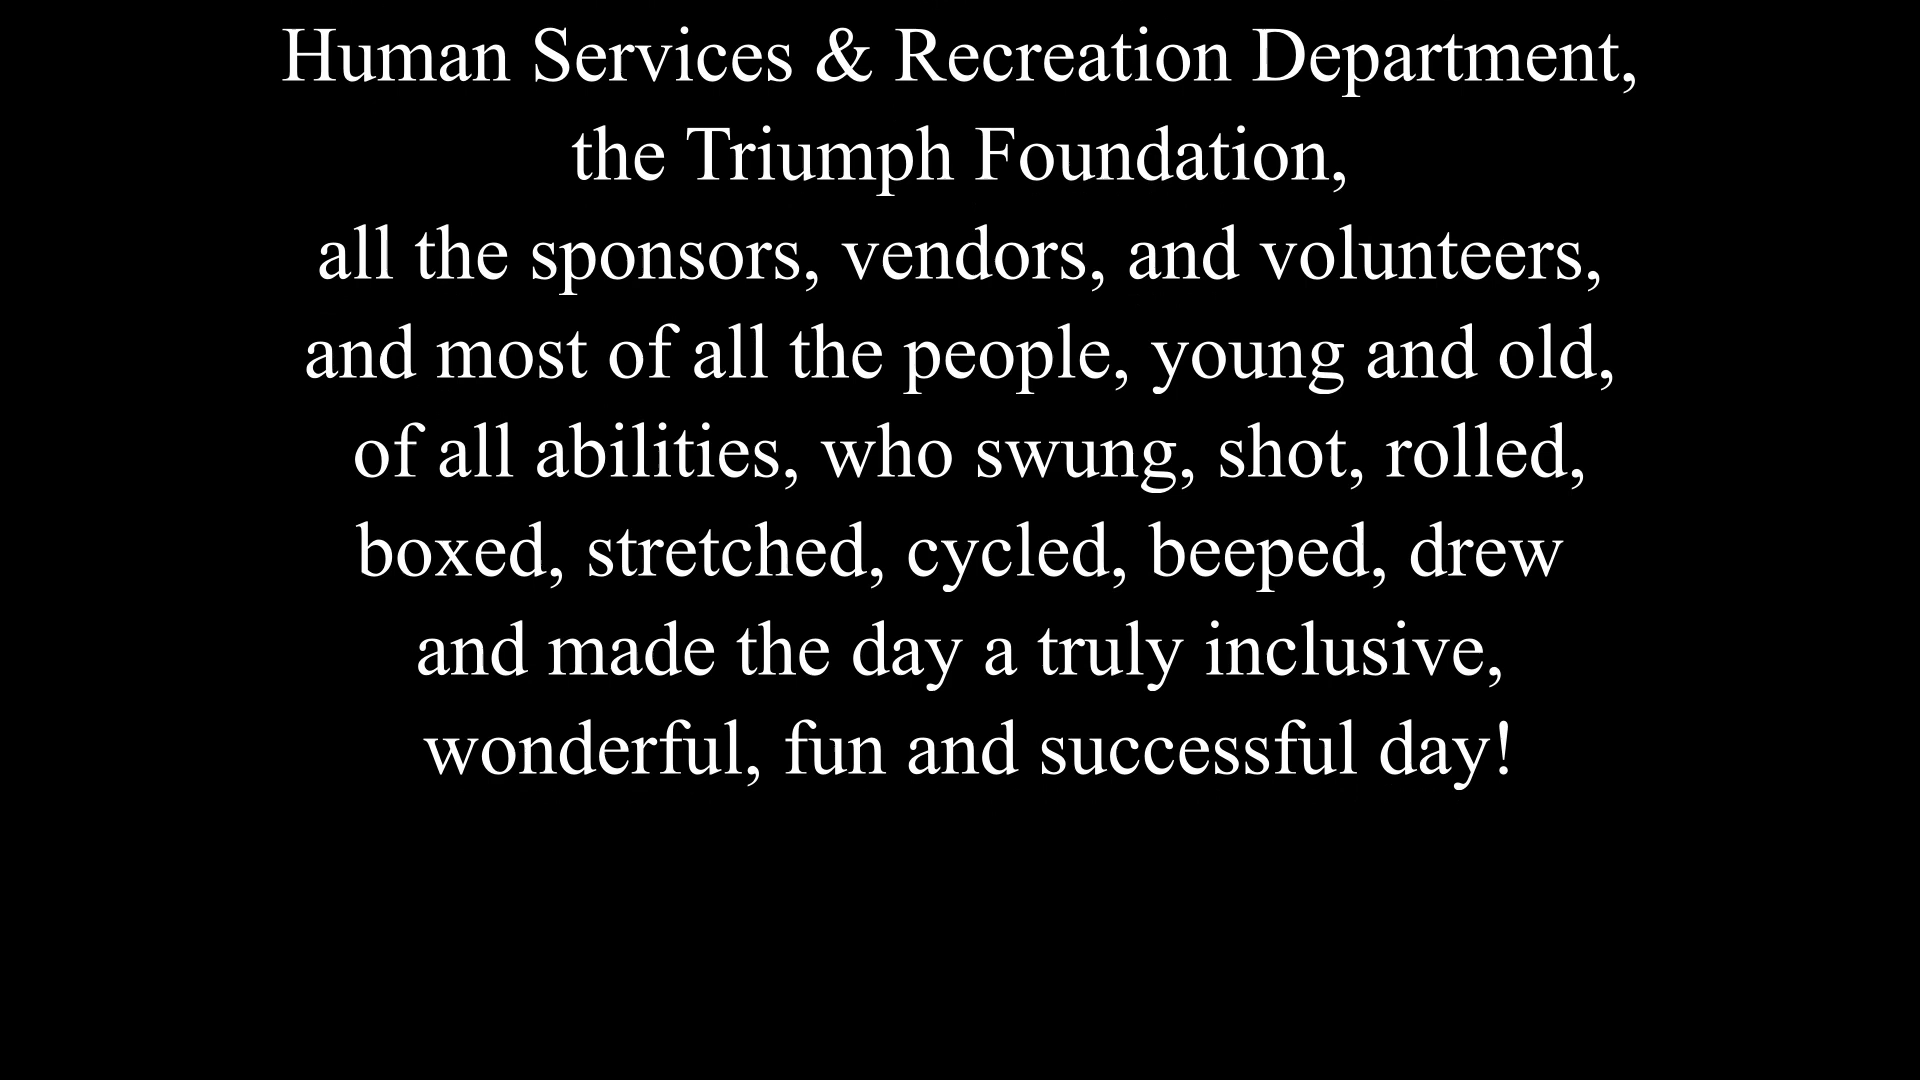 Human Services & Recreation Department,
the Triumph Foundation,
all the sponsors, vendors, and volunteers,
and most of all the people, young and old,
of all abilities, who swung, shot, rolled,
boxed, stretched, cycled, beeped, drew
and made the day a truly inclusive,
wonderful, fun and successful day!